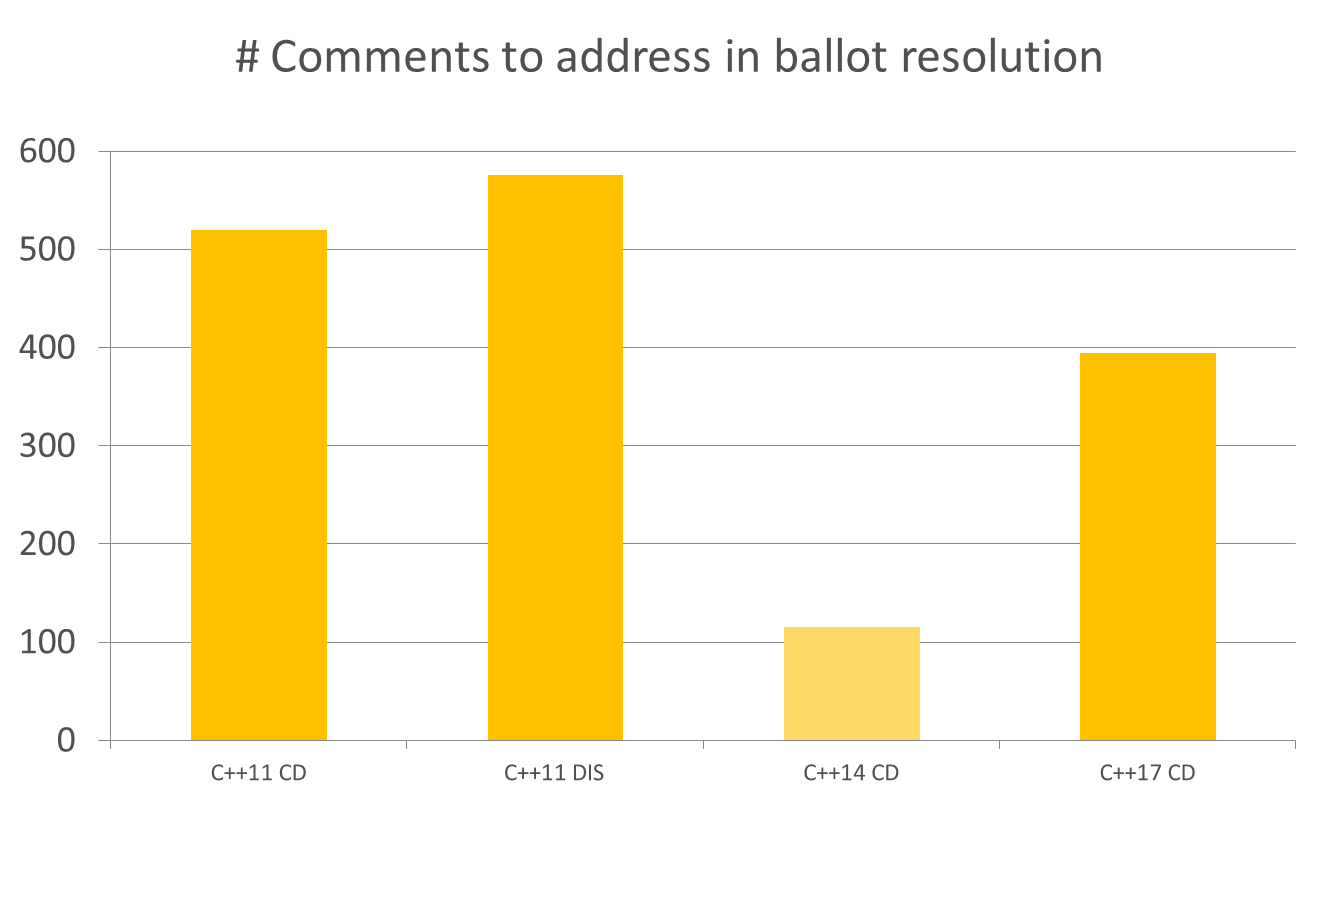 # Comments to address in ballot resolution
600
500
400
300
200
100
0
C++11 CD
C++11 DIS
C++14 CD
C++17 CD